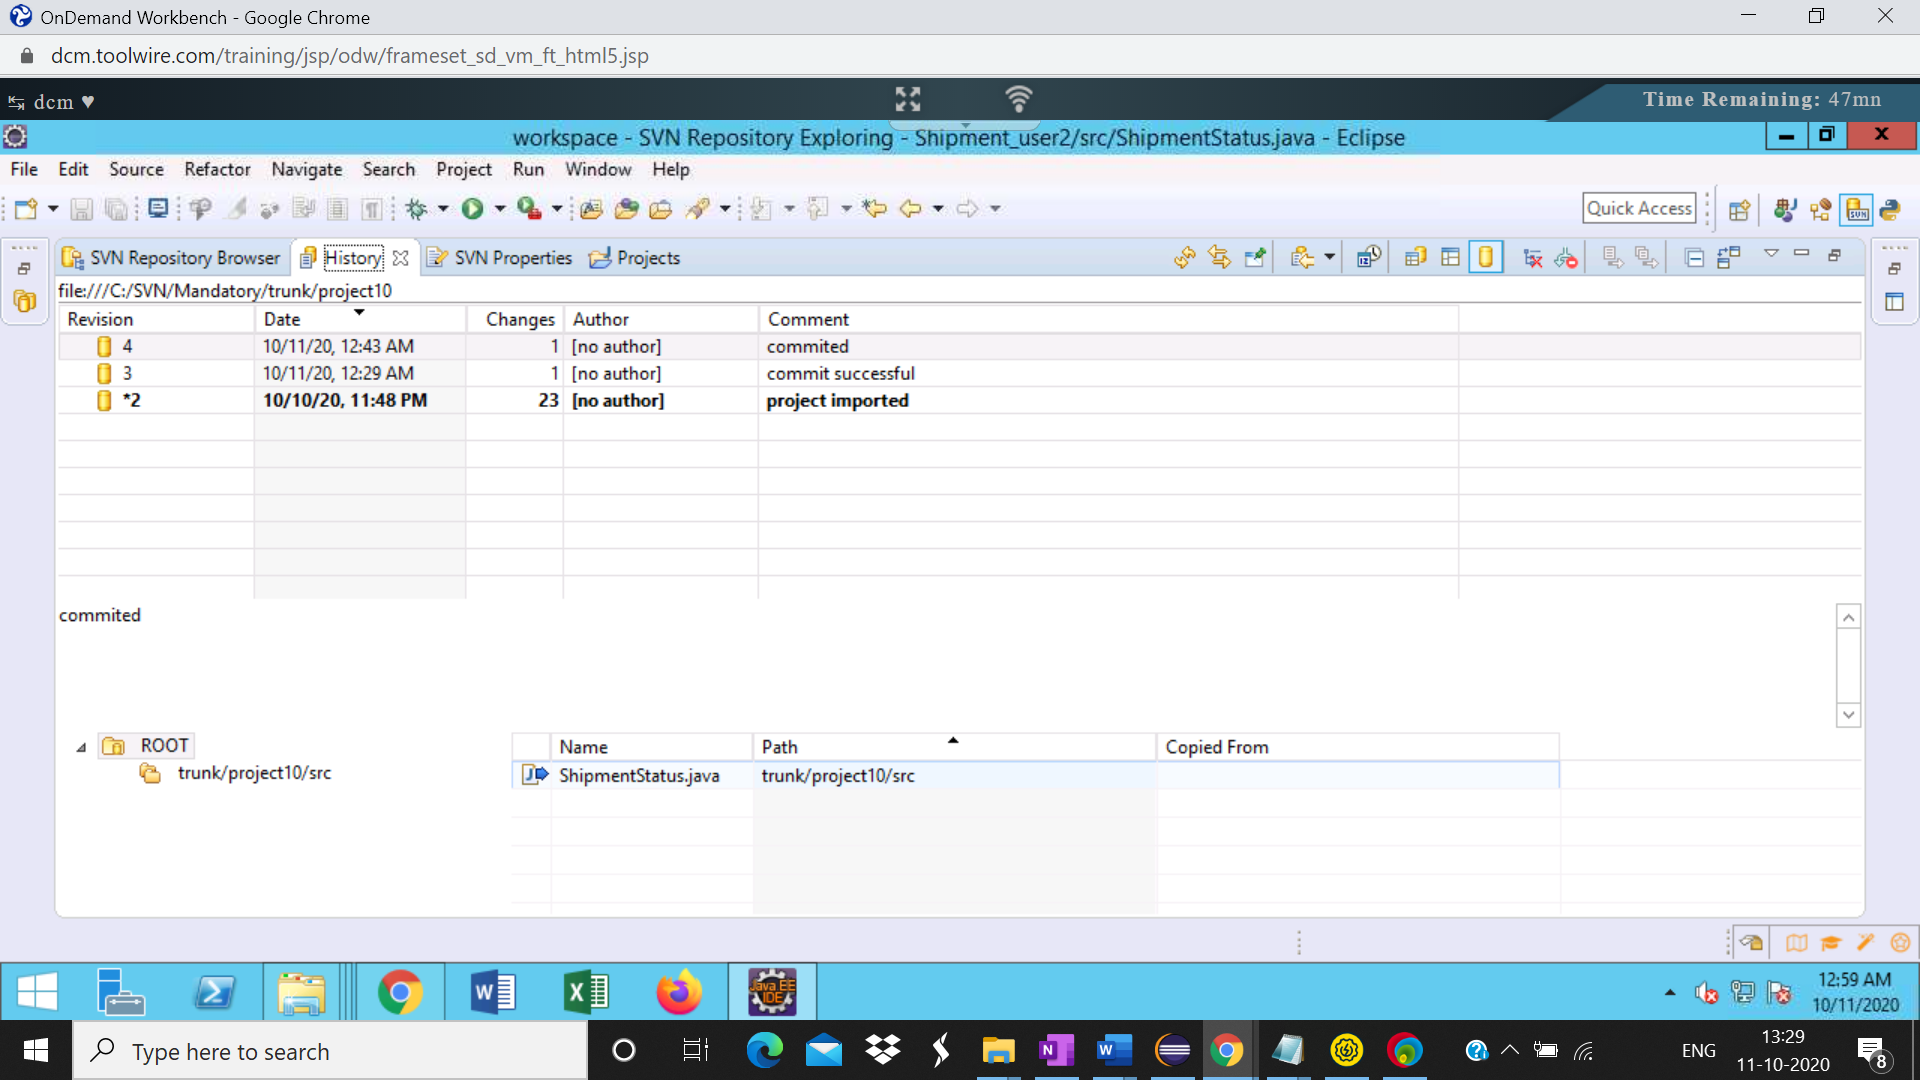 OnDemand Workbench - Google Chrome
dcm.toolwire.com/training/jsp/odw/frameset_sd_vm_ft_html5.jsp
dcm ♥
Time Remaining: 47mn
workspace - SVN Repository Exploring - Shipment_user2/src/ShipmentStatus.java - Eclipse
File Edit Source Refactor Navigate Search Project Run Window Help
Quick Access
SVN
SVN Repository Browser History SVN Properties Projects
file:///C:/SVN/Mandatory/trunk/project10
Revision Date Changes Author Comment
4 10/11/20, 12:43 AM 1 [no author] commited
3 10/11/20, 12:29 AM 1 [no author] commit successful
*2 10/10/20, 11:48 PM 23 [no author] project imported
commited
ROOT
trunk/project10/src
Name Path Copied From
ShipmentStatus.java trunk/project10/src
Java EE
IDE
12:59 AM
10/11/2020
Type here to search
ENG
13:29
11-10-2020
8